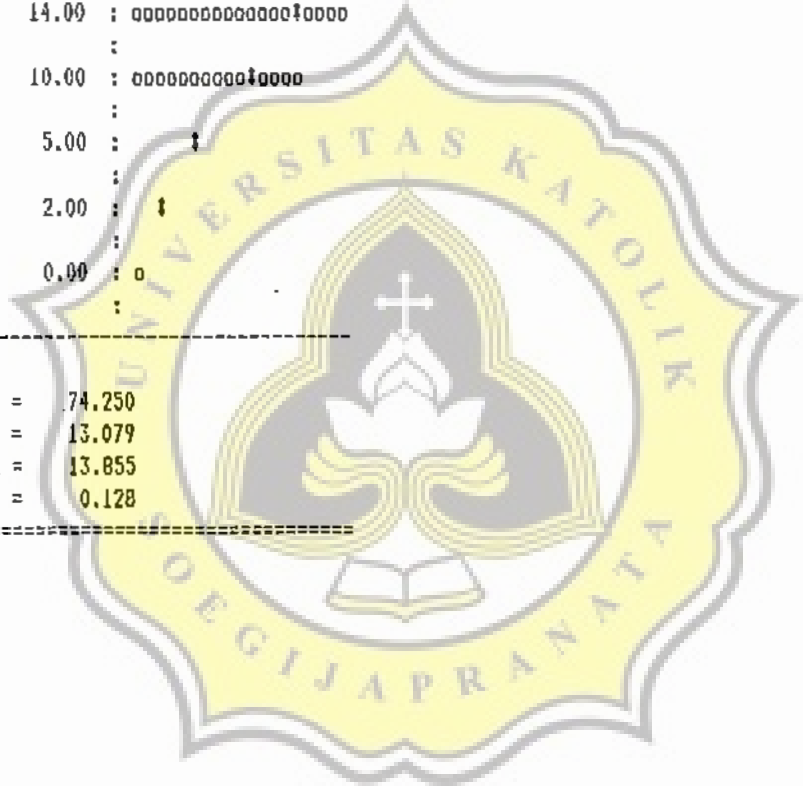 14.00 : ooooooooooooooo*oooo
:
10.00 : oooooooooo*oooo
:
5.00 : *
:
2.00 : *
:
0.00 : o
:
-----------------------------------
= 74.250
= 13.079
= 13.855
= 0.128
===================================
UNIVERSITAS KATOLIK
SOEGIJAPRANATA